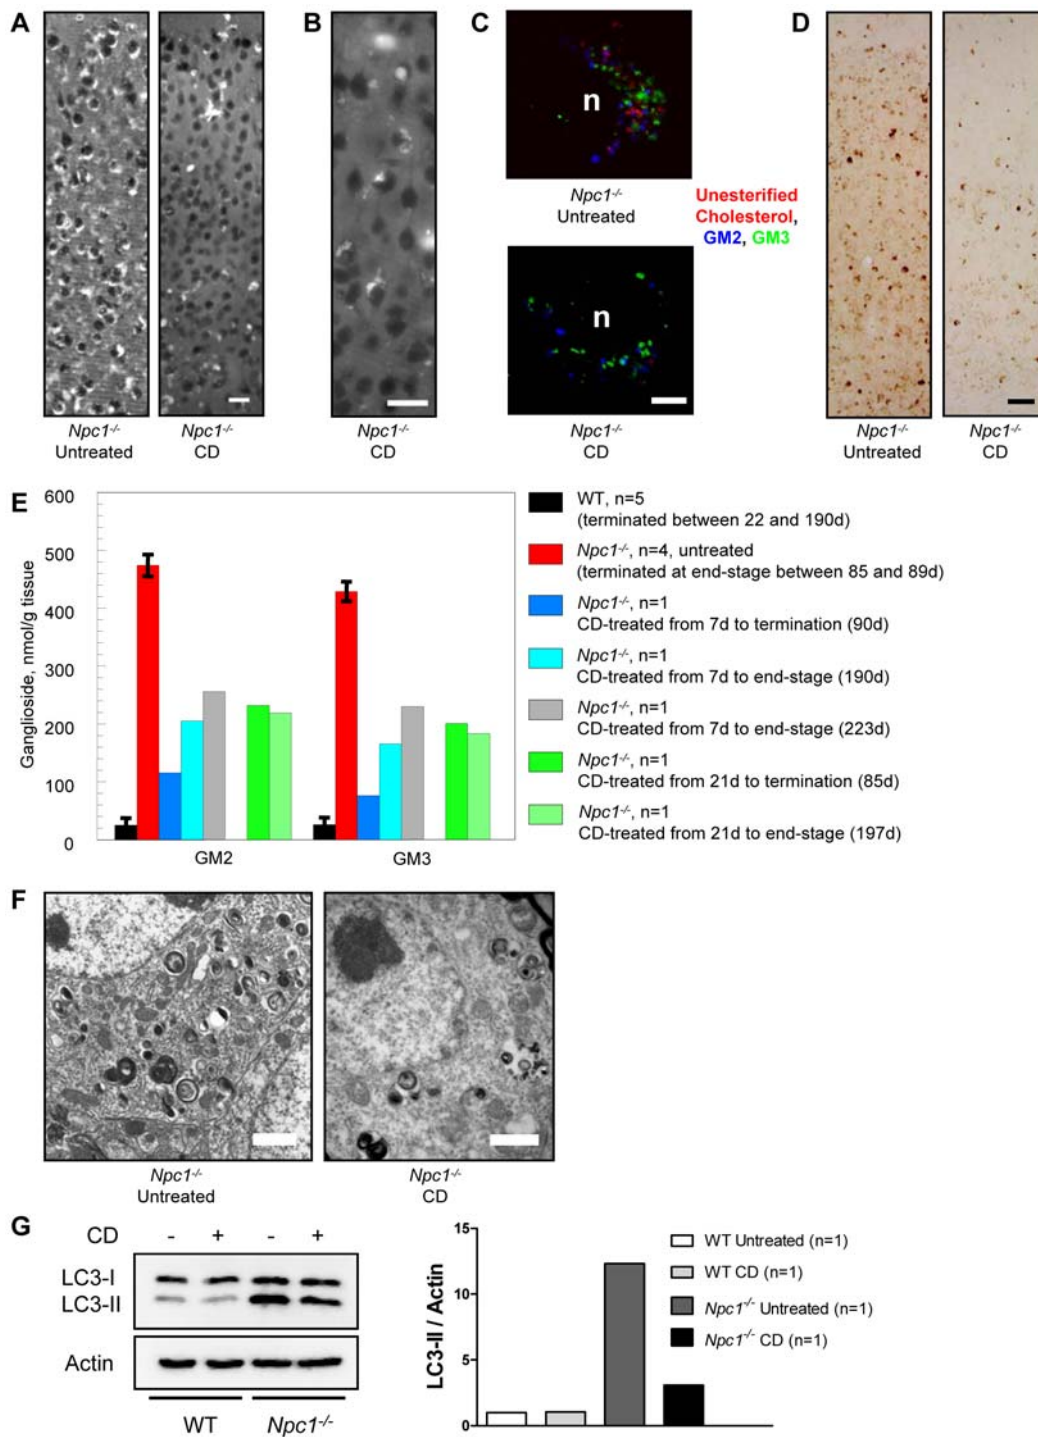 A
B
C
D
n
Npc1-/-
Untreated
Unesterified
Cholesterol,
GM2, GM3
n
Npc1-/-
Untreated
Npc1-/-
CD
Npc1-/-
CD
Npc1-/-
CD
Npc1-/-
Untreated
Npc1-/-
CD
E
600
500
400
300
200
100
0
Ganglioside, nmol/g tissue
GM2
GM3
WT, n=5
(terminated between 22 and 190d)
Npc1-/-, n=4, untreated
(terminated at end-stage between 85 and 89d)
Npc1-/-, n=1
CD-treated from 7d to termination (90d)
Npc1-/-, n=1
CD-treated from 7d to end-stage (190d)
Npc1-/-, n=1
CD-treated from 7d to end-stage (223d)
Npc1-/-, n=1
CD-treated from 21d to termination (85d)
Npc1-/-, n=1
CD-treated from 21d to end-stage (197d)
F
Npc1-/-
Untreated
Npc1-/-
CD
G
CD - + - +
LC3-I
LC3-II
Actin
WT Npc1-/-
15
10
5
0
LC3-II / Actin
WT Untreated (n=1)
WT CD (n=1)
Npc1-/- Untreated (n=1)
Npc1-/- CD (n=1)